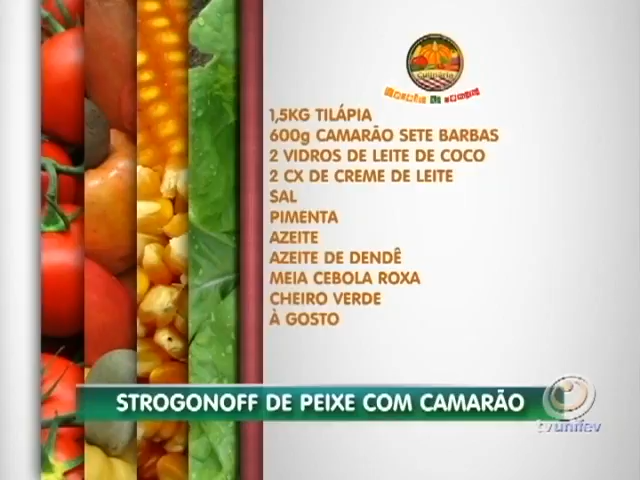 Culinária
1,5KG TILÁPIA
600g CAMARÃO SETE BARBAS
2 VIDROS DE LEITE DE COCO
2 CX DE CREME DE LEITE
SAL
PIMENTA
AZEITE
AZEITE DE DENDÊ
MEIA CEBOLA ROXA
CHEIRO VERDE
À GOSTO
STROGONOFF DE PEIXE COM CAMARÃO
tvunifev